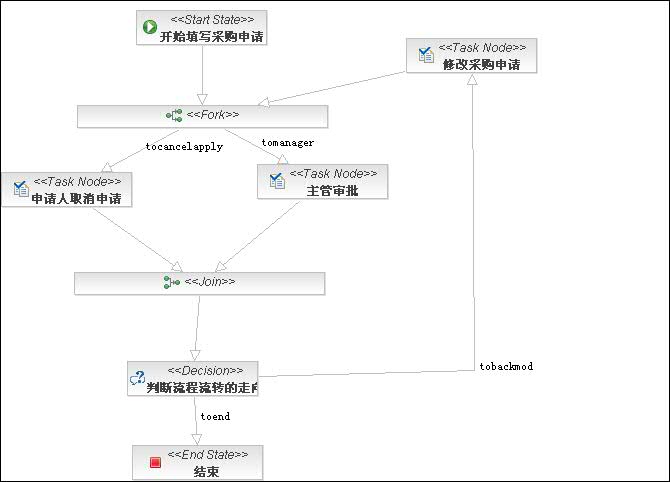 <<Start State>>
开始填写采购申请
<<Task Node>>
修改采购申请
<<Fork>>
tocancelapply
tomanager
<<Task Node>>
申请人取消申请
<<Task Node>>
主管审批
<<Join>>
<<Decision>>
判断流程流转的走向
tobackmod
toend
<<End State>>
结束